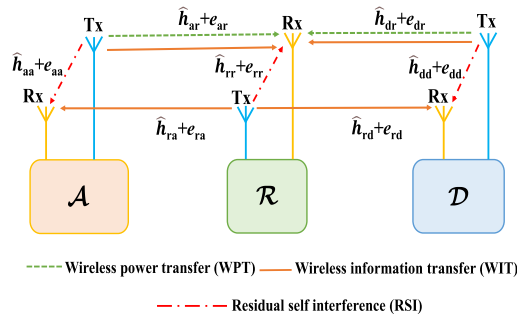 Tx
ĥar+ear
Rx
ĥdr+edr
Tx
ĥaa+eaa
ĥrr+err
ĥdd+edd
Rx
Tx
Rx
ĥra+era
ĥrd+erd
𝒜
ℛ
𝒟
Wireless power transfer (WPT)
Wireless information transfer (WIT)
Residual self interference (RSI)